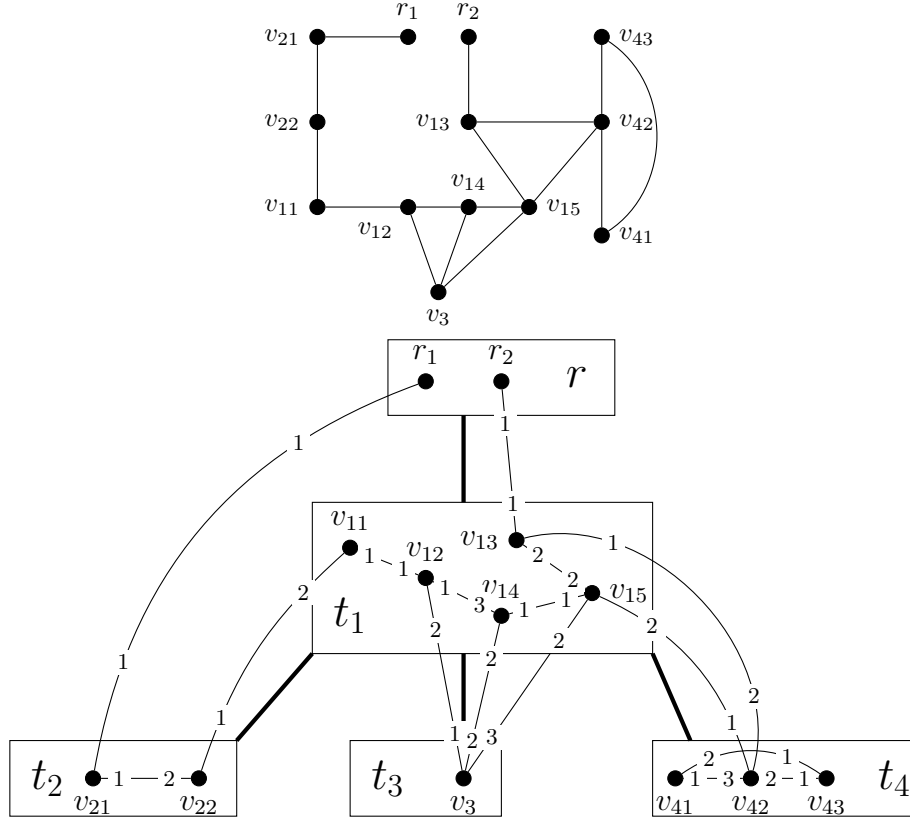 r₁ r₂
v₂₁ v₄₃
v₂₂ v₁₃ v₄₂
v₁₄
v₁₁ v₁₂ v₁₅
v₄₁
v₃
r₁ r₂ r
1
1
1
v₁₁ v₁₃ 1
v₁₂ 2
1 1 2
1 3 v₁₄ 1 1 v₁₅
2 t₁
2 2 2 2
1 2
1 1 2 3 1
t₂ 1 2 t₃ 2 1 1 3 2 1 t₄
v₂₁ v₂₂ v₃ v₄₁ v₄₂ v₄₃